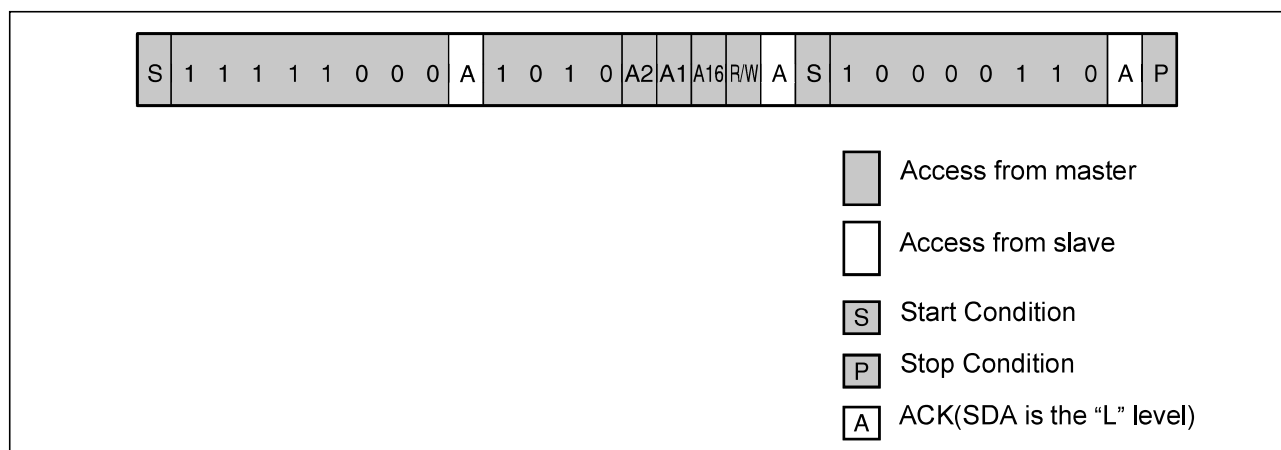 S 1 1 1 1 1 0 0 0 A 1 0 1 0 A2 A1 A16 R/W A S 1 0 0 0 0 1 1 0 A P
Access from master
Access from slave
S Start Condition
P Stop Condition
A ACK(SDA is the “L” level)